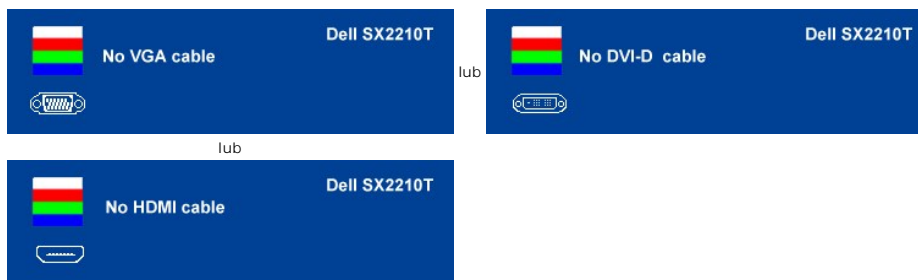 Dell SX2210T
No VGA cable
lub
Dell SX2210T
No DVI-D cable
lub
Dell SX2210T
No HDMI cable